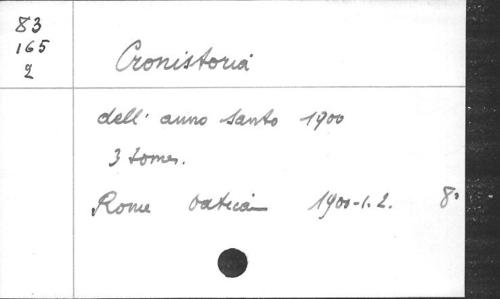 83
165
2
Cronistoria
dell' anno santo 1900
3 tomes.
Rome Vatican 1900-1.2. 8°